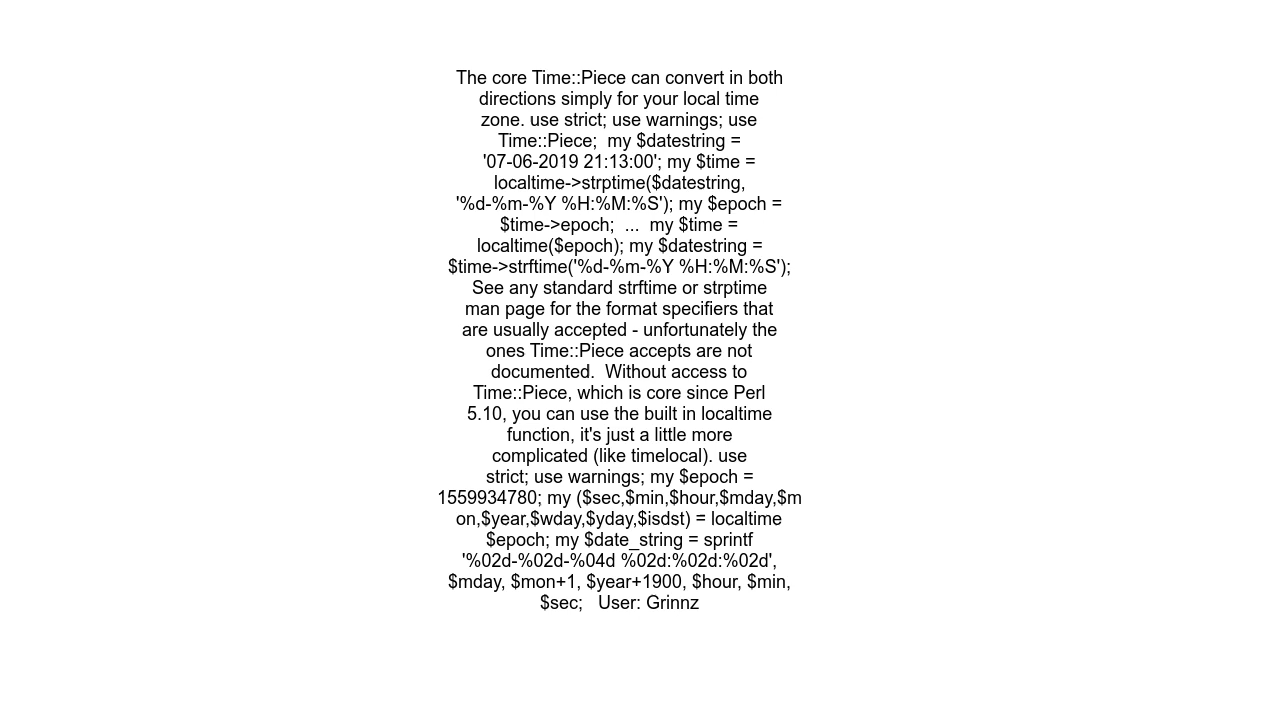 The core Time::Piece can convert in both
directions simply for your local time
zone. use strict; use warnings; use
Time::Piece;  my $datestring =
'07-06-2019 21:13:00'; my $time =
localtime->strptime($datestring,
'%d-%m-%Y %H:%M:%S'); my $epoch =
$time->epoch;  ...  my $time =
localtime($epoch); my $datestring =
$time->strftime('%d-%m-%Y %H:%M:%S');
See any standard strftime or strptime
man page for the format specifiers that
are usually accepted - unfortunately the
ones Time::Piece accepts are not
documented.  Without access to
Time::Piece, which is core since Perl
5.10, you can use the built in localtime
function, it's just a little more
complicated (like timelocal). use
strict; use warnings; my $epoch =
1559934780; my ($sec,$min,$hour,$mday,$m
on,$year,$wday,$yday,$isdst) = localtime
$epoch; my $date_string = sprintf
'%02d-%02d-%04d %02d:%02d:%02d',
$mday, $mon+1, $year+1900, $hour, $min,
$sec;   User: Grinnz